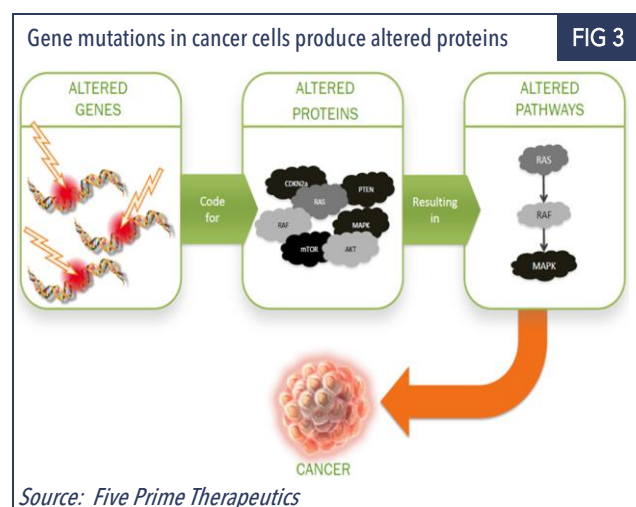 Gene mutations in cancer cells produce altered proteins
FIG 3
ALTERED
GENES
Code
for
ALTERED
PROTEINS
CDKN2a
PTEN
RAS
RAF
MAPK
mTOR
AKT
Resulting
in
ALTERED
PATHWAYS
RAS
RAF
MAPK
CANCER
Source: Five Prime Therapeutics